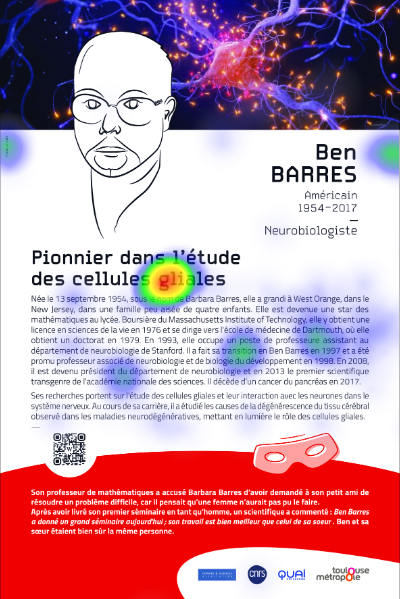 Ben
BARRES
Américain
1954-2017
Neurobiologiste
Pionnier dans l'étude
des cellules gliales
Née le 13 septembre 1954, sous le nom de Barbara Barres, elle a grandi à West Orange, dans le
New Jersey, dans une famille peu aisée de quatre enfants. Elle est devenue une star des
mathématiques au lycée. Boursière du Massachusetts Institute of Technology, elle y obtient une
licence en sciences de la vie en 1976 et se dirige vers l'école de médecine de Dartmouth, où elle
obtient un doctorat en 1979. En 1993, elle occupe un poste de professeure assistant au
département de neurobiologie de Stanford. Il a fait sa transition en Ben Barres en 1997 et a été
promu professeur associé de neurobiologie et de biologie du développement en 1998. En 2008,
il est devenu président du département de neurobiologie et en 2013 le premier scientifique
transgenre de l'académie nationale des sciences. Il décède d'un cancer du pancréas en 2017.
Ses recherches portent sur l'étude des cellules gliales et leur interaction avec les neurones dans le
système nerveux. Au cours de sa carrière, il a étudié les causes de la dégénérescence du tissu cérébral
observé dans les maladies neurodégénératives, mettant en lumière le rôle des cellules gliales.
Son professeur de mathématiques a accusé Barbara Barres d'avoir demandé à son petit ami de
résoudre un problème difficile, car il pensait qu'une femme n'aurait pas pu le faire.
Après avoir livré son premier séminaire en tant qu'homme, un scientifique a commenté : Ben Barres
a donné un grand séminaire aujourd'hui ; son travail est bien meilleur que celui de sa soeur. Ben et sa
sœur étaient bien sûr la même personne.
cnrs
QUAI
toulouse
métropole